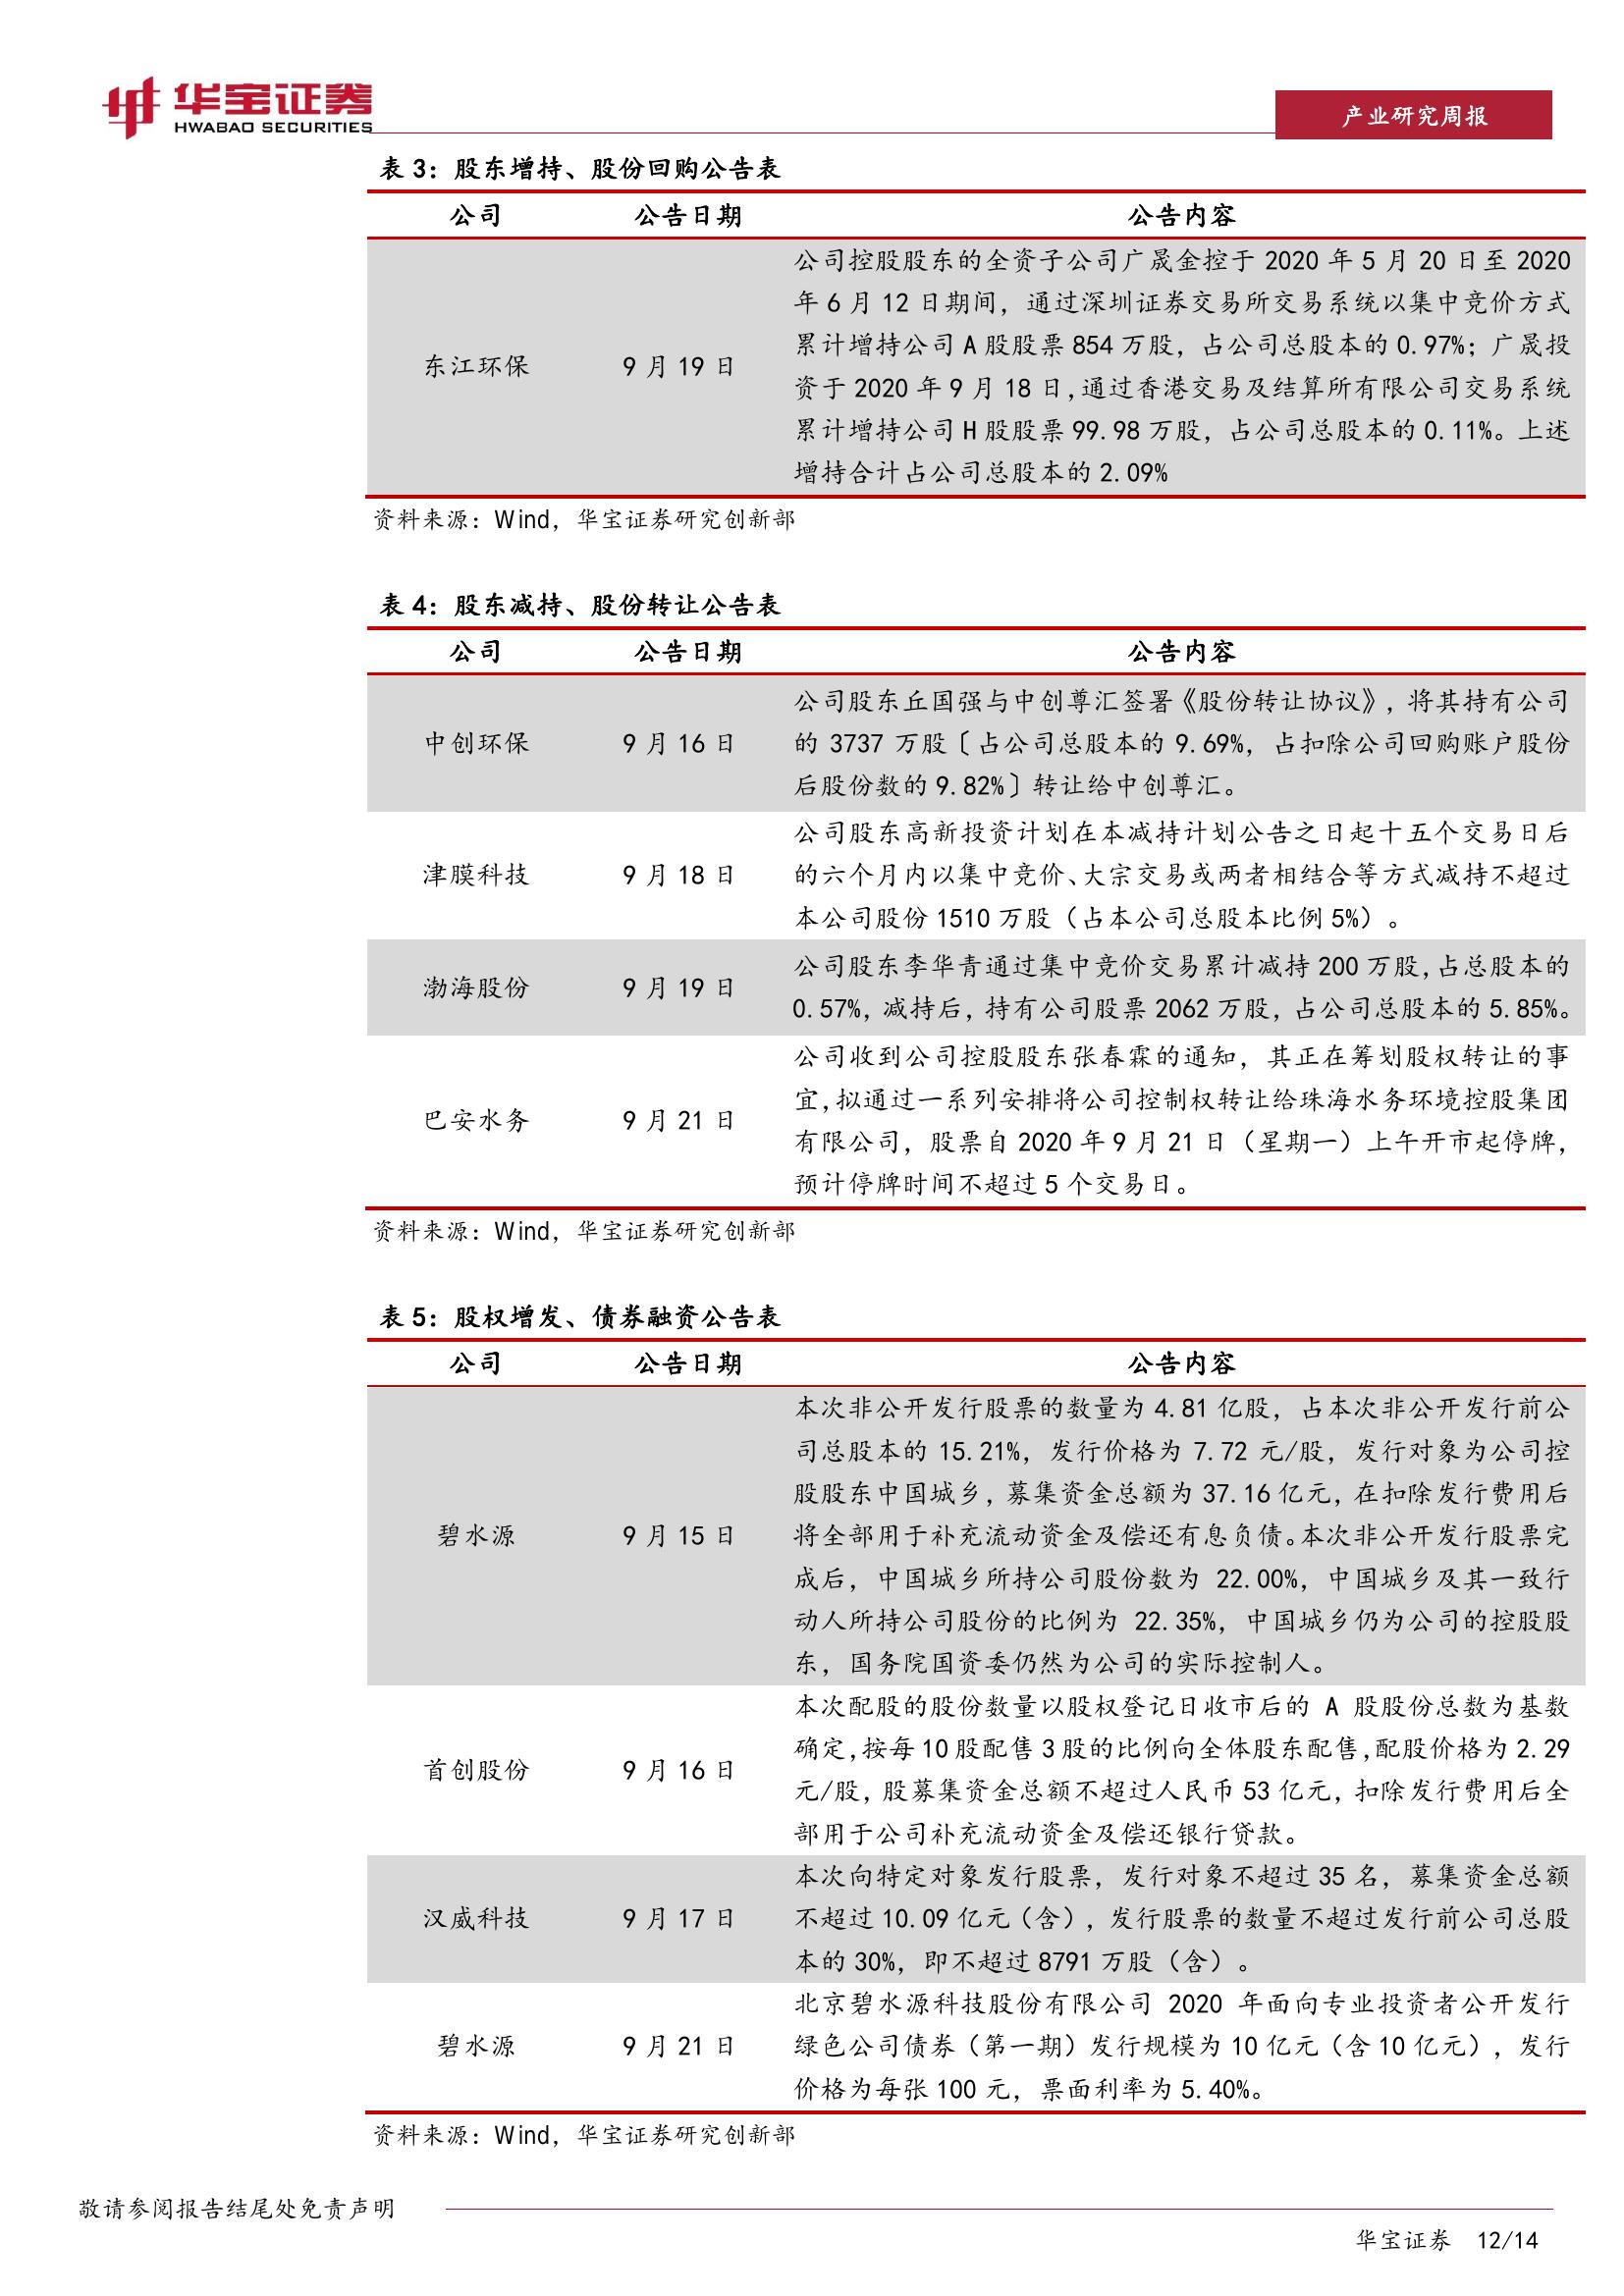 华宝证券
HWABAO SECURITIES
产业研究周报
表 3：股东增持、股份回购公告表
公司 公告日期 公告内容
公司控股股东的全资子公司广晟金控于 2020 年 5 月 20 日至 2020
年 6 月 12 日期间，通过深圳证券交易所交易系统以集中竞价方式
累计增持公司 A 股股票 854 万股，占公司总股本的 0.97%；广晟投
东江环保 9 月 19 日
资于 2020 年 9 月 18 日，通过香港交易及结算所有限公司交易系统
累计增持公司 H 股股票 99.98 万股，占公司总股本的 0.11%。上述
增持合计占公司总股本的 2.09%
资料来源：Wind，华宝证券研究创新部
表 4：股东减持、股份转让公告表
公司 公告日期 公告内容
公司股东丘国强与中创尊汇签署《股份转让协议》，将其持有公司
中创环保 9 月 16 日 的 3737 万股〔占公司总股本的 9.69%，占扣除公司回购账户股份
后股份数的 9.82%〕转让给中创尊汇。
公司股东高新投资计划在本减持计划公告之日起十五个交易日后
津膜科技 9 月 18 日 的六个月内以集中竞价、大宗交易或两者相结合等方式减持不超过
本公司股份 1510 万股（占本公司总股本比例 5%）。
渤海股份 9 月 19 日 公司股东李华青通过集中竞价交易累计减持 200 万股，占总股本的
0.57%，减持后，持有公司股票 2062 万股，占公司总股本的 5.85%。
公司收到公司控股股东张春霖的通知，其正在筹划股权转让的事
巴安水务 9 月 21 日 宜，拟通过一系列安排将公司控制权转让给珠海水务环境控股集团
有限公司，股票自 2020 年 9 月 21 日（星期一）上午开市起停牌，
预计停牌时间不超过 5 个交易日。
资料来源：Wind，华宝证券研究创新部
表 5：股权增发、债券融资公告表
公司 公告日期 公告内容
本次非公开发行股票的数量为 4.81 亿股，占本次非公开发行前公
司总股本的 15.21%，发行价格为 7.72 元/股，发行对象为公司控
股股东中国城乡，募集资金总额为 37.16 亿元，在扣除发行费用后
碧水源 9 月 15 日 将全部用于补充流动资金及偿还有息负债。本次非公开发行股票完
成后，中国城乡所持公司股份数为 22.00%，中国城乡及其一致行
动人所持公司股份的比例为 22.35%，中国城乡仍为公司的控股股
东，国务院国资委仍然为公司的实际控制人。
本次配股的股份数量以股权登记日收市后的 A 股股份总数为基数
首创股份 9 月 16 日 确定，按每 10 股配售 3 股的比例向全体股东配售，配股价格为 2.29
元/股，股募集资金总额不超过人民币 53 亿元，扣除发行费用后全
部用于公司补充流动资金及偿还银行贷款。
本次向特定对象发行股票，发行对象不超过 35 名，募集资金总额
汉威科技 9 月 17 日 不超过 10.09 亿元（含），发行股票的数量不超过发行前公司总股
本的 30%，即不超过 8791 万股（含）。
北京碧水源科技股份有限公司 2020 年面向专业投资者公开发行
碧水源 9 月 21 日 绿色公司债券（第一期）发行规模为 10 亿元（含 10 亿元），发行
价格为每张 100 元，票面利率为 5.40%。
资料来源：Wind，华宝证券研究创新部
敬请参阅报告结尾处免责声明
华宝证券 12/14